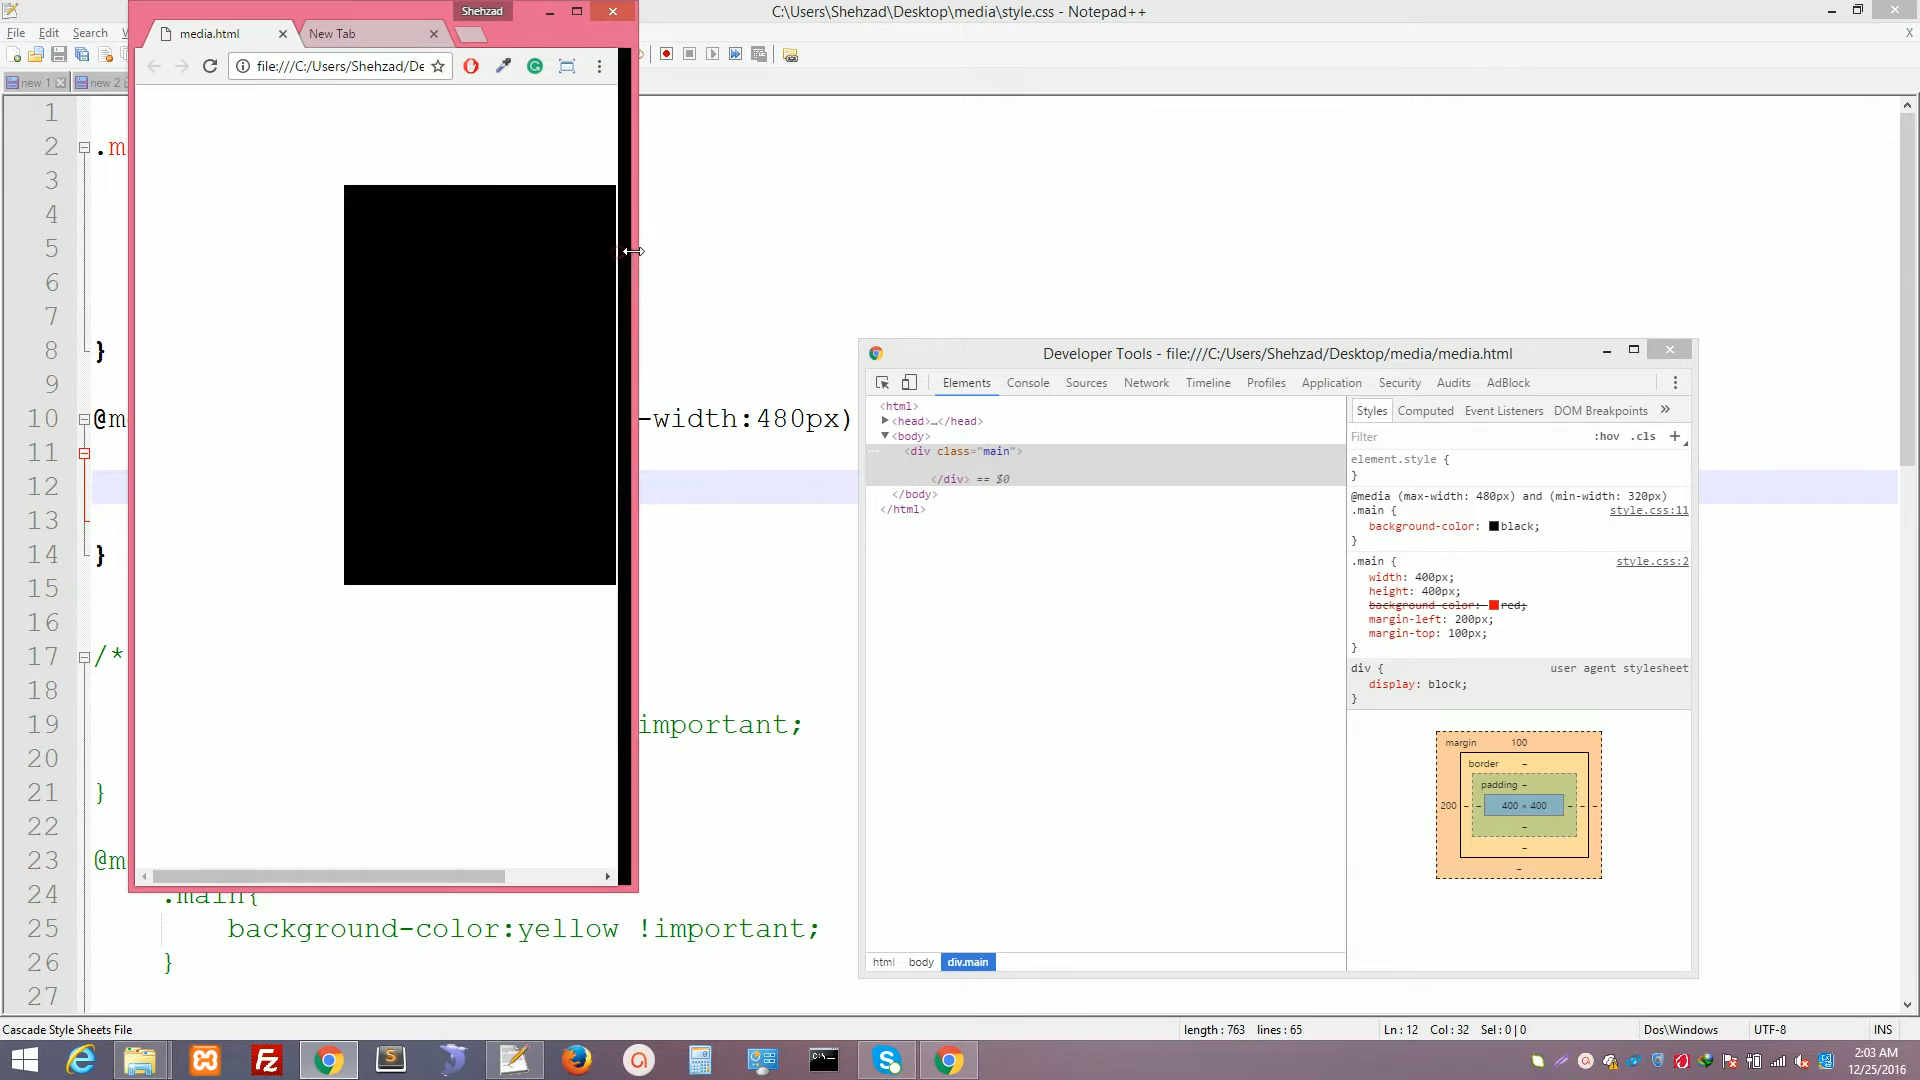 C:\Users\Shehzad\Desktop\media\style.css - Notepad++
File Edit Search
new 1
new 2
Shehzad
media.html
New Tab
file:///C:/Users/Shehzad/De
1
2 .m
3
4
5
6
7
8 }
9
10 @m -width:480px)
11
12
13
14 }
15
16
17 /*
18
19 important;
20
21 }
22
23 @m
24 .main{
25 background-color:yellow !important;
26 }
27
Developer Tools - file:///C:/Users/Shehzad/Desktop/media/media.html
Elements Console Sources Network Timeline Profiles Application Security Audits AdBlock
<html>
<head>…</head>
<body>
<div class="main">
</div> == $0
</body>
</html>
html body div.main
Styles Computed Event Listeners DOM Breakpoints »
Filter :hov .cls +
element.style {
}
@media (max-width: 480px) and (min-width: 320px)
.main { style.css:11
background-color: black;
}
.main { style.css:2
width: 400px;
height: 400px;
background-color: red;
margin-left: 200px;
margin-top: 100px;
}
div { user agent stylesheet
display: block;
}
margin 100
border –
padding –
200 – – 400 × 400 – – –
–
–
–
Cascade Style Sheets File
length : 763 lines : 65
Ln : 12 Col : 32 Sel : 0 | 0
Dos\Windows
UTF-8
INS
2:03 AM
12/25/2016